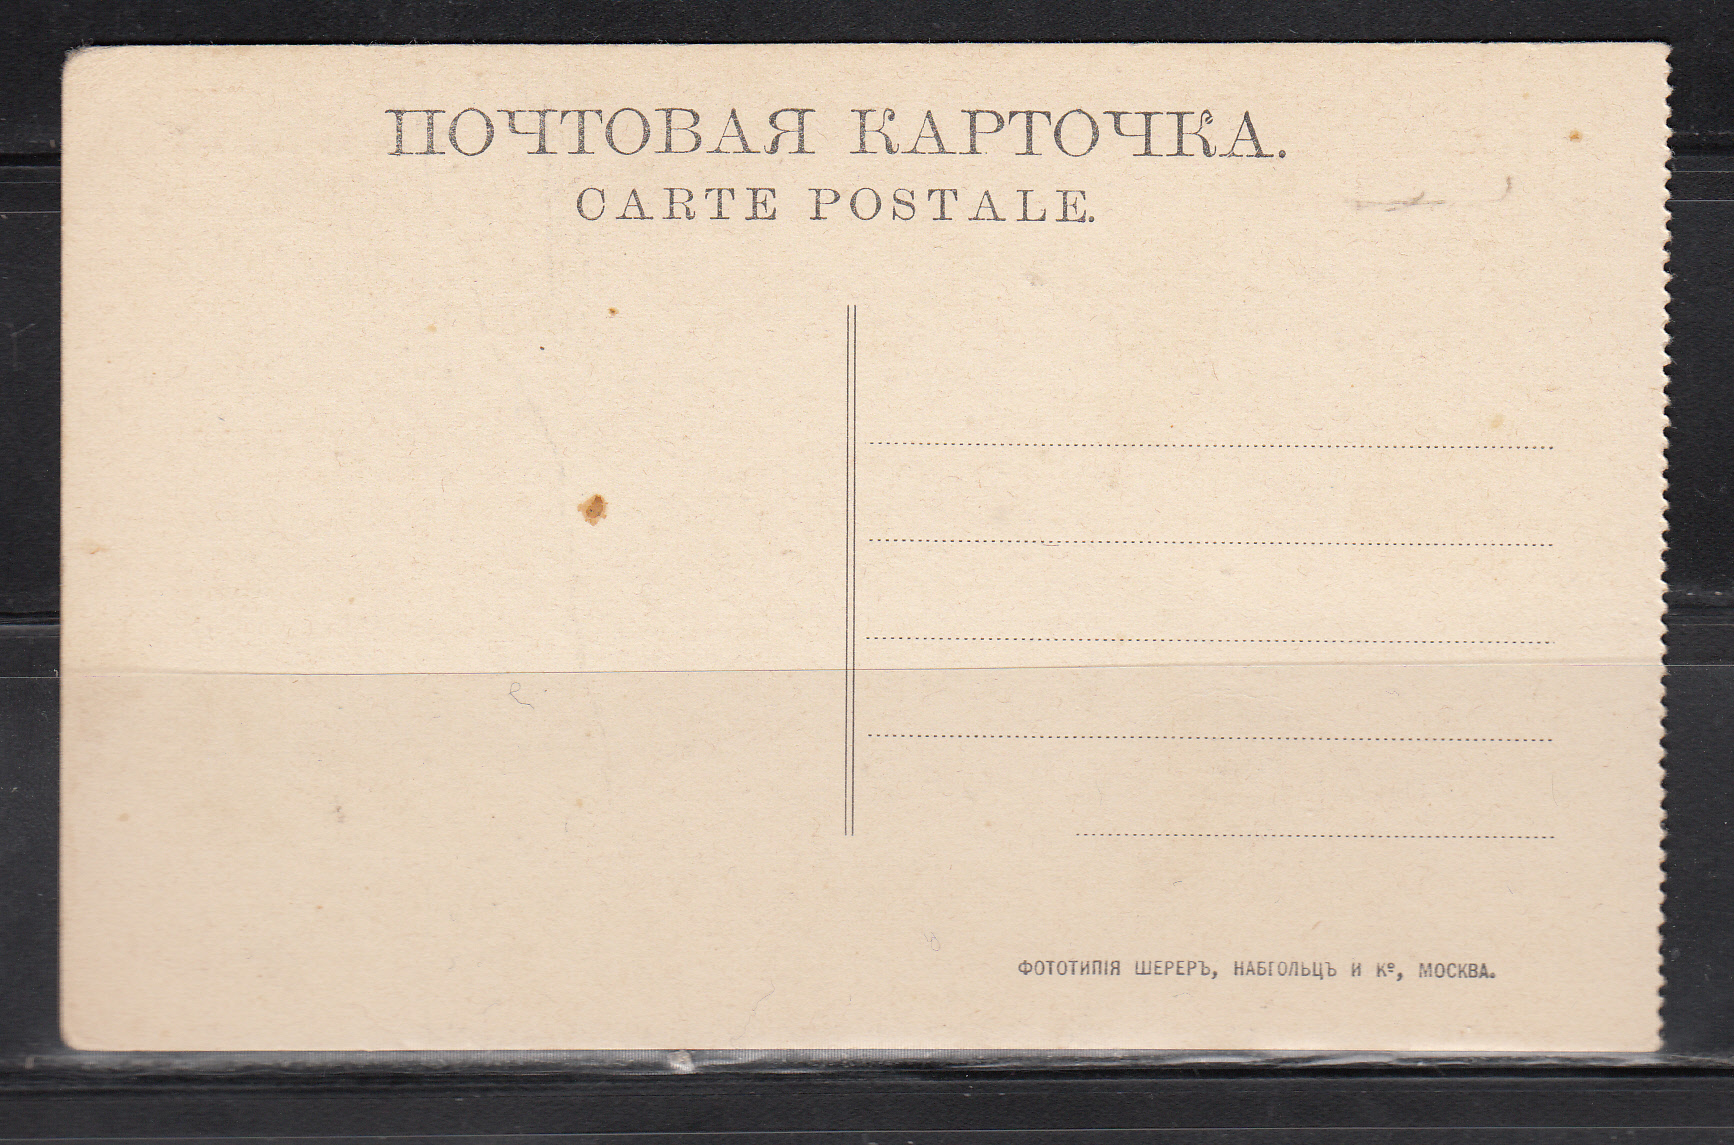 ПОЧТОВАЯ КАРТОЧКА.
CARTE POSTALE.
ФОТОТИПІЯ ШЕРЕРЪ, НАБГОЛЬЦЪ И Кº, МОСКВА.